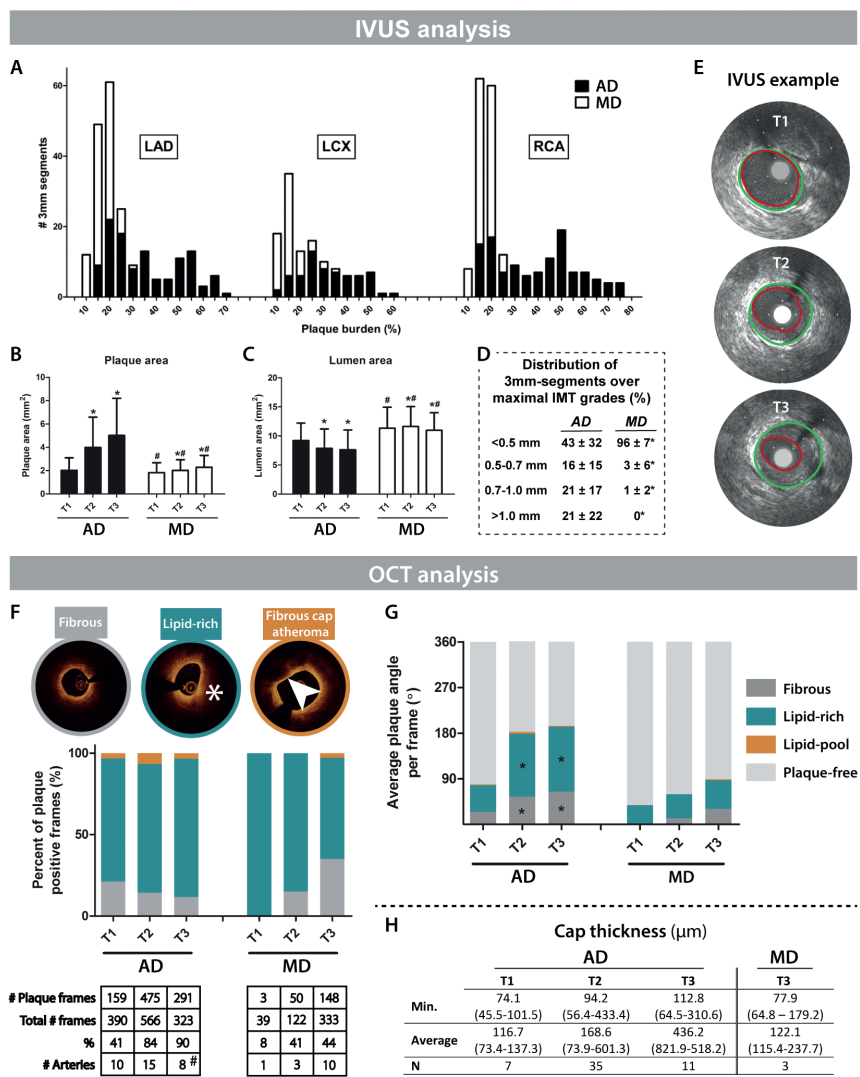 IVUS analysis
A
# 3mm segments
60
40
20
0
LAD
LCX
RCA
AD
MD
10 20 30 40 50 60 70
10 20 30 40 50 60
10 20 30 40 50 60 70 80
Plaque burden (%)
B
Plaque area
Plaque area (mm2)
10
8
6
4
2
0
* * # *# *#
T1 T2 T3 T1 T2 T3
AD MD
C
Lumen area
Lumen area (mm2)
20
15
10
5
0
* * # *# *#
T1 T2 T3 T1 T2 T3
AD MD
D
Distribution of
3mm-segments over
maximal IMT grades (%)
AD MD
<0.5 mm 43 ± 32 96 ± 7*
0.5-0.7 mm 16 ± 15 3 ± 6*
0.7-1.0 mm 21 ± 17 1 ± 2*
>1.0 mm 21 ± 22 0*
E
IVUS example
T1
T2
T3
OCT analysis
F
Fibrous
Lipid-rich
Fibrous cap
atheroma
*
Percent of plaque
positive frames (%)
100
50
0
T1 T2 T3 T1 T2 T3
AD MD
# Plaque frames 159 475 291 3 50 148
Total # frames 390 566 323 39 122 333
% 41 84 90 8 41 44
# Arteries 10 15 8 # 1 3 10
G
Average plaque angle
per frame (°)
360
270
180
90
* *
* *
T1 T2 T3 T1 T2 T3
AD MD
Fibrous
Lipid-rich
Lipid-pool
Plaque-free
H
Cap thickness (µm)
AD MD
T1 T2 T3 T3
Min. 74.1 94.2 112.8 77.9
(45.5-101.5) (56.4-433.4) (64.5-310.6) (64.8 – 179.2)
Average 116.7 168.6 436.2 122.1
(73.4-137.3) (73.9-601.3) (821.9-518.2) (115.4-237.7)
N 7 35 11 3